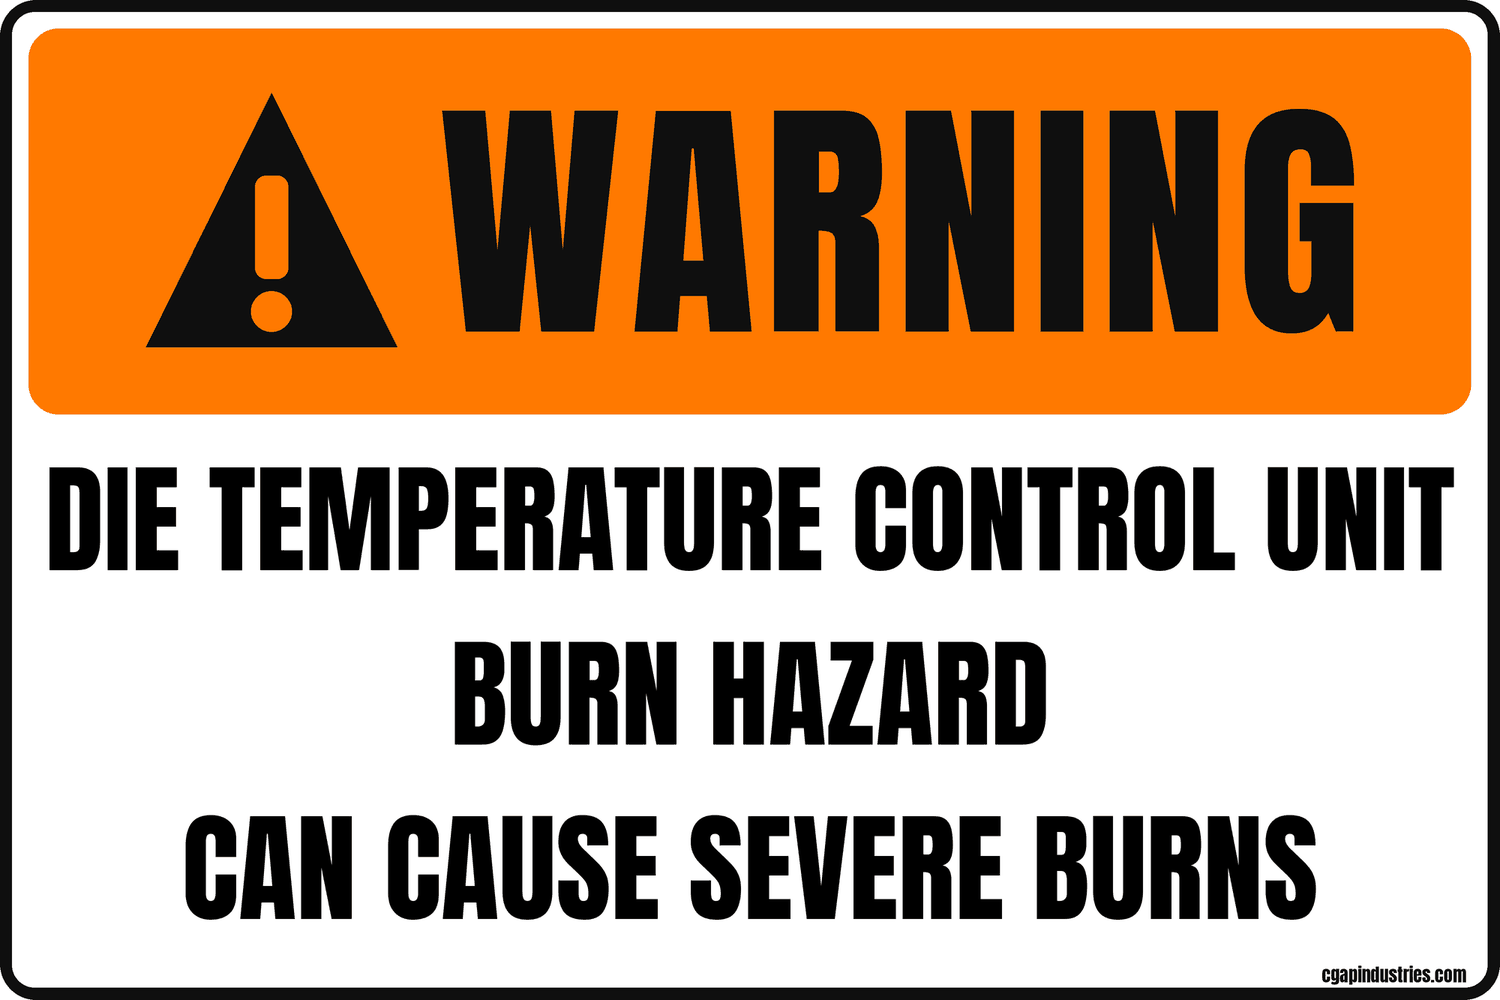 WARNING
DIE TEMPERATURE CONTROL UNIT
BURN HAZARD
CAN CAUSE SEVERE BURNS
cgapindustries.com